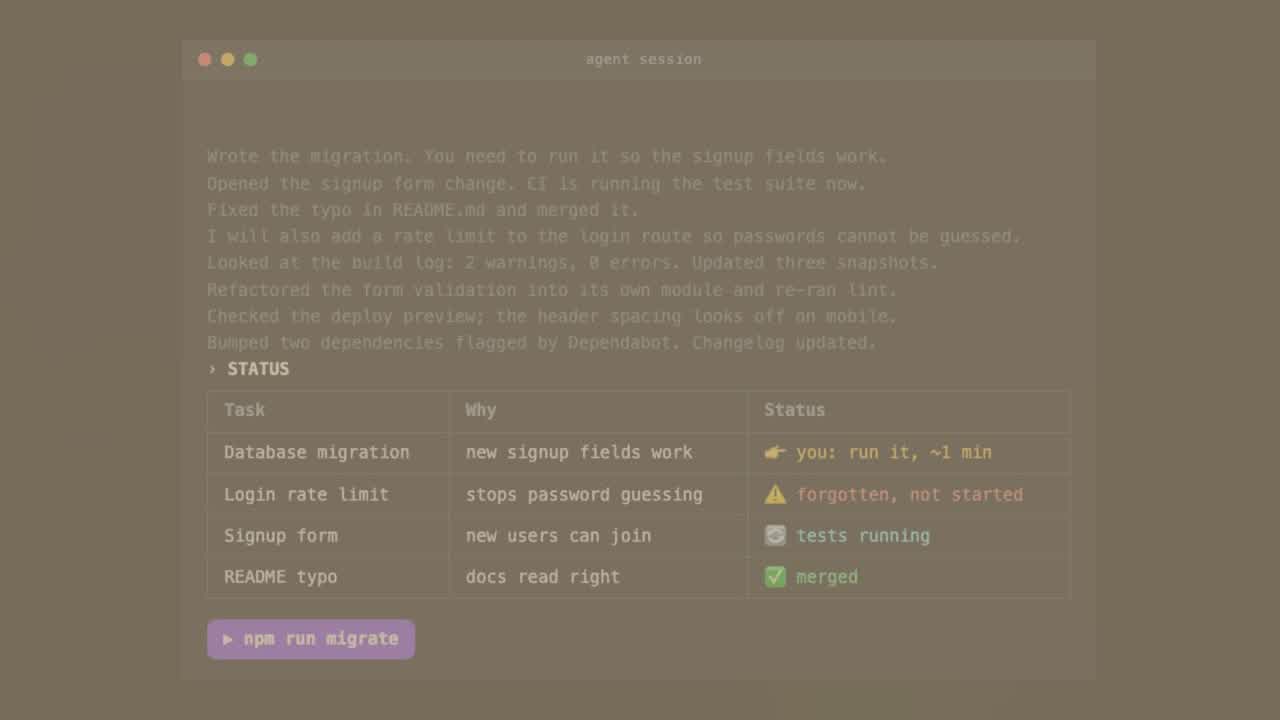 agent session
Wrote the migration. You need to run it so the signup fields work.
Opened the signup form change. CI is running the test suite now.
Fixed the typo in README.md and merged it.
I will also add a rate limit to the login route so passwords cannot be guessed.
Looked at the build log: 2 warnings, 0 errors. Updated three snapshots.
Refactored the form validation into its own module and re-ran lint.
Checked the deploy preview; the header spacing looks off on mobile.
Bumped two dependencies flagged by Dependabot. Changelog updated.
› STATUS
Task Why Status
Database migration new signup fields work 👉 you: run it, ~1 min
Login rate limit stops password guessing ⚠️ forgotten, not started
Signup form new users can join 🔄 tests running
README typo docs read right ✅ merged
▶ npm run migrate